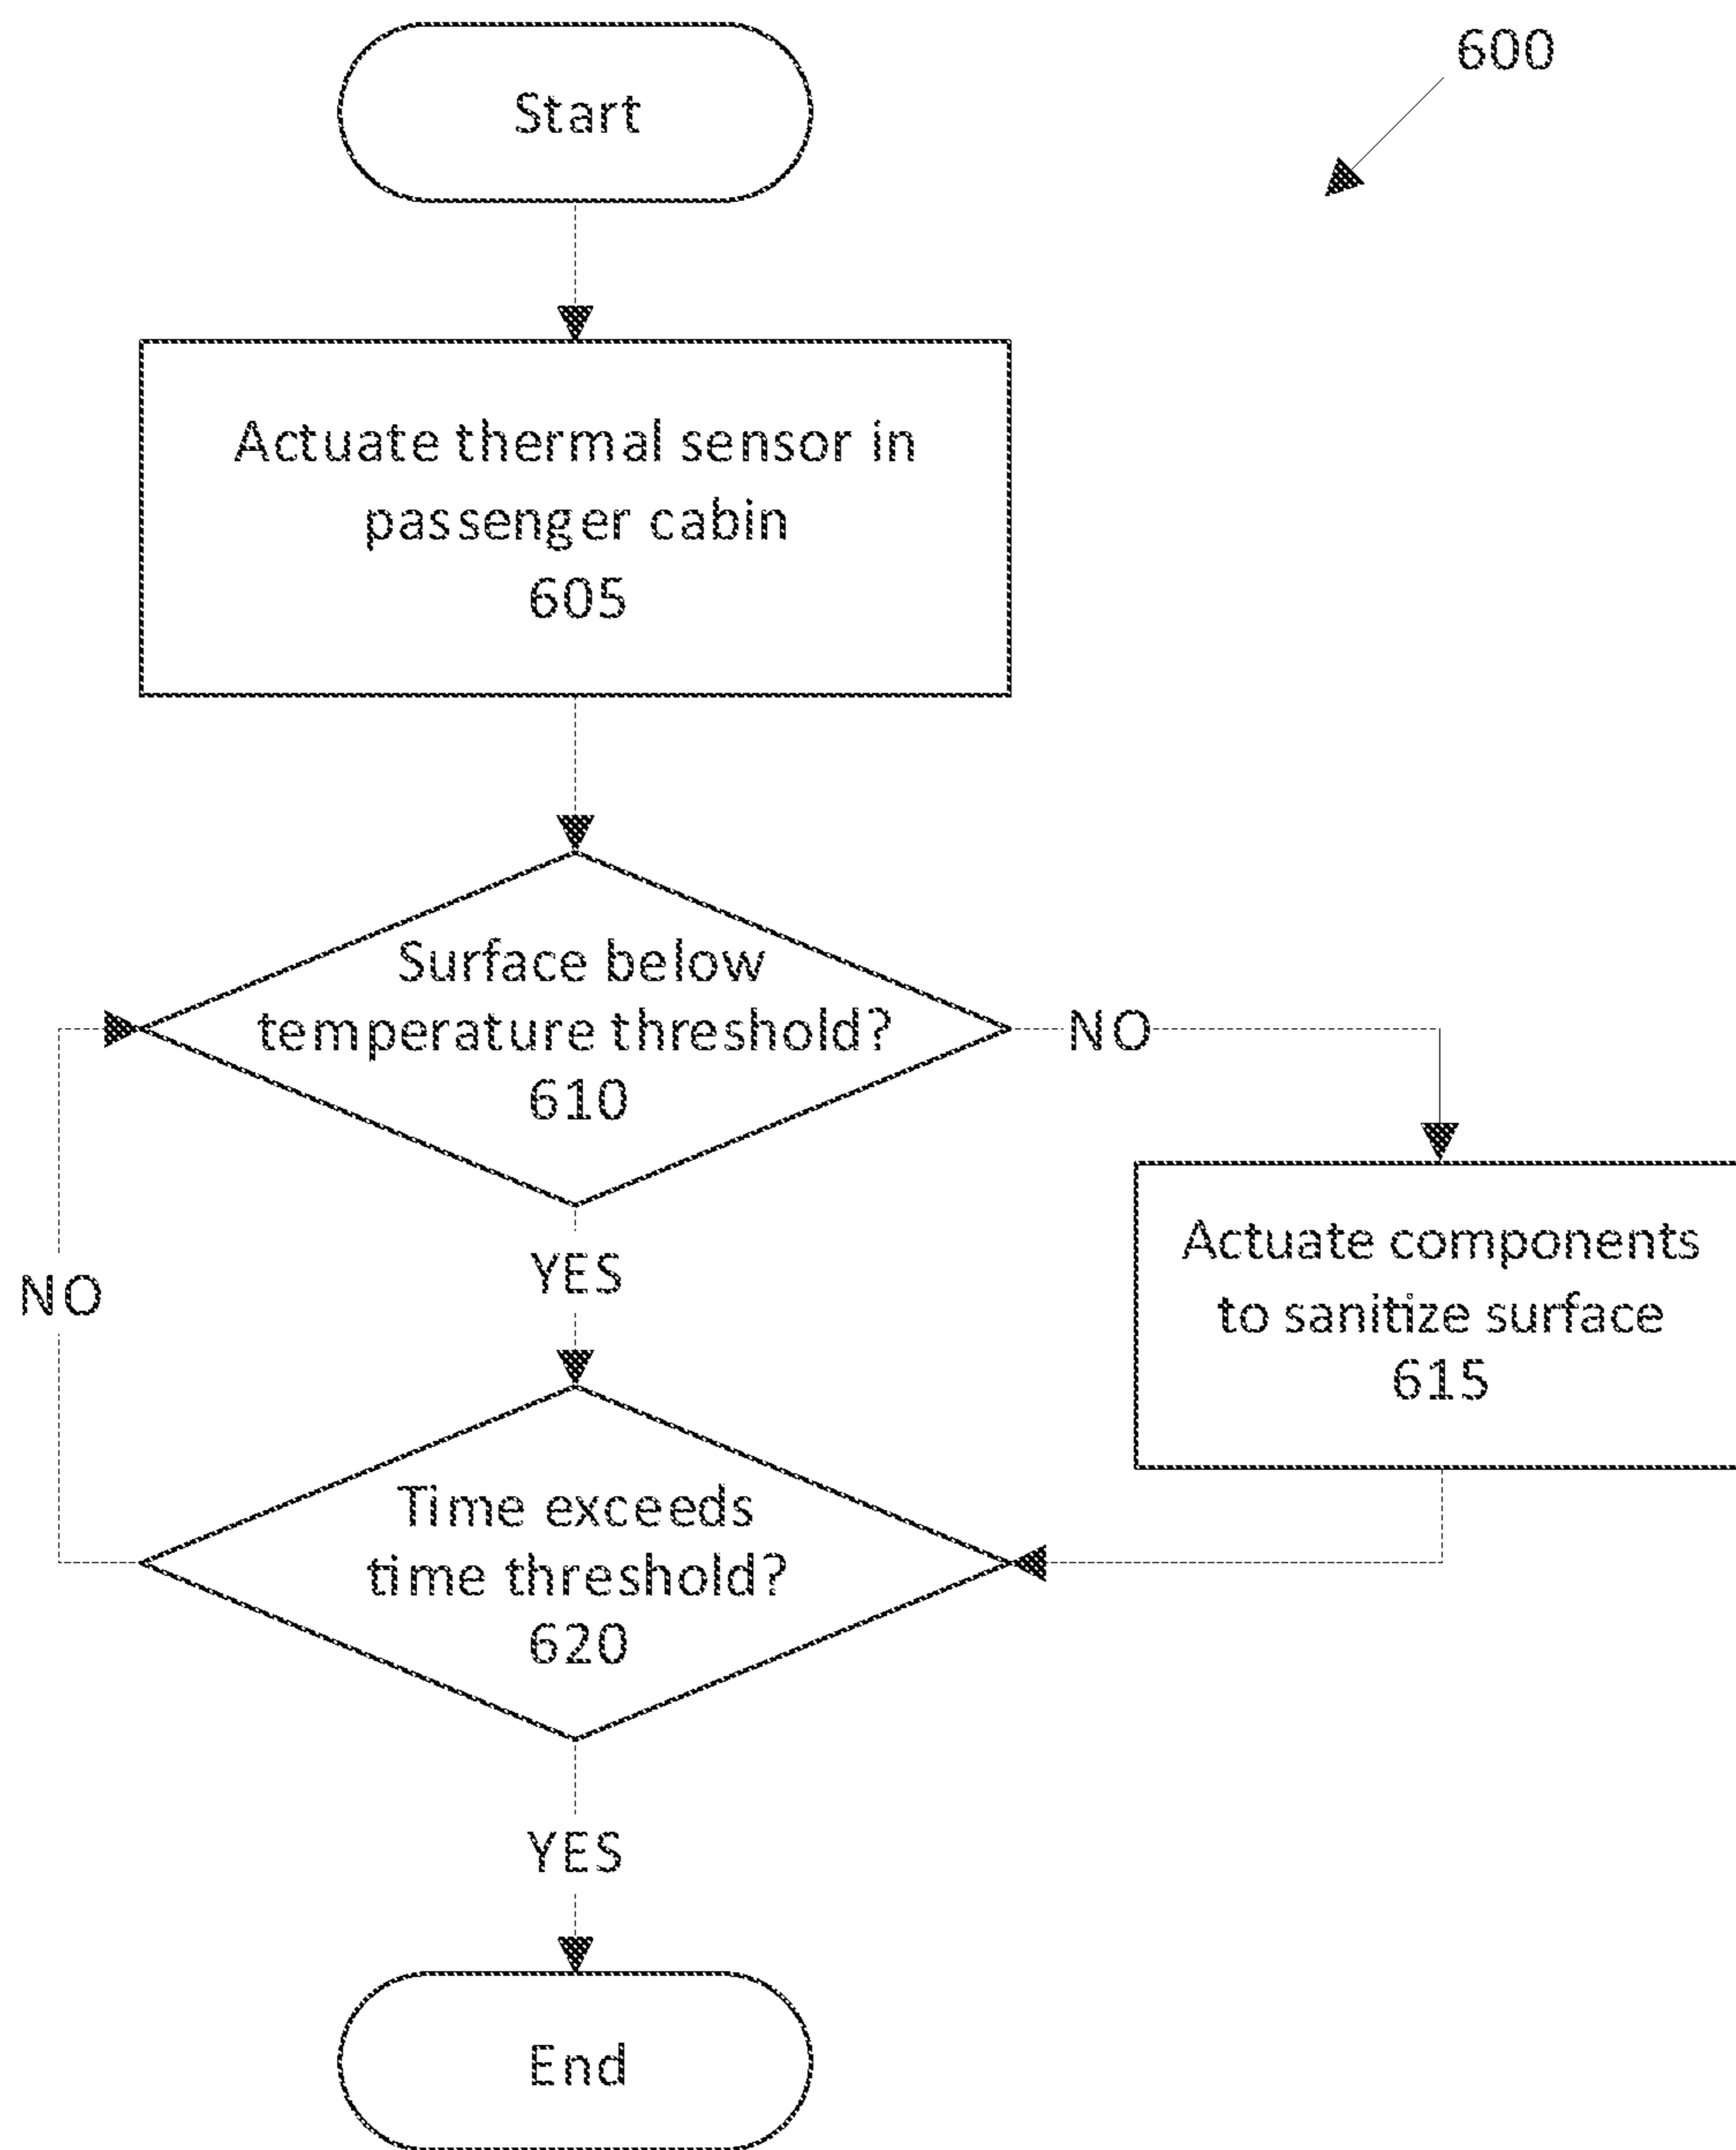 600
Start
Actuate thermal sensor in
passenger cabin
605
Surface below
temperature threshold?
610
NO
YES
Actuate components
to sanitize surface
615
NO
Time exceeds
time threshold?
620
YES
End